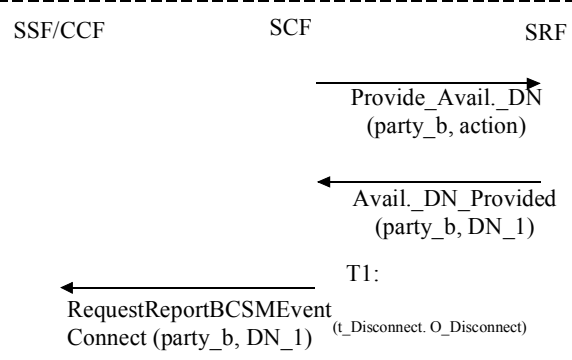 SSF/CCF SCF SRF
Provide_Avail._DN
(party_b, action)
Avail._DN_Provided
(party_b, DN_1)
T1:
RequestReportBCSMEvent
Connect (party_b, DN_1) (t_Disconnect. O_Disconnect)